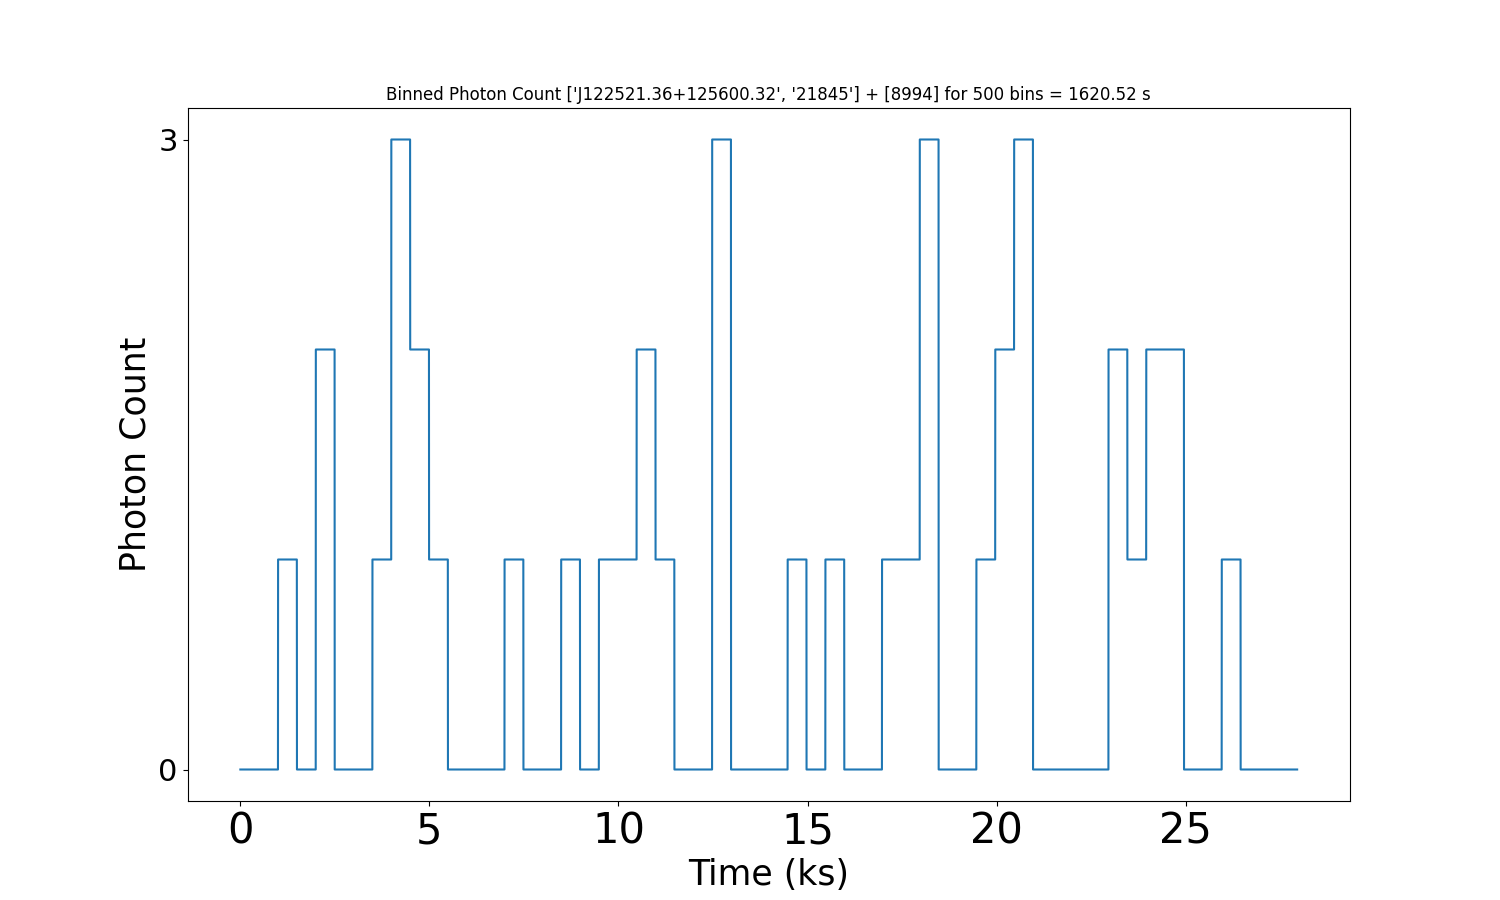 Binned Photon Count ['J122521.36+125600.32', '21845'] + [8994] for 500 bins = 1620.52 s
3
Photon Count
0
0 5 10 15 20 25
Time (ks)